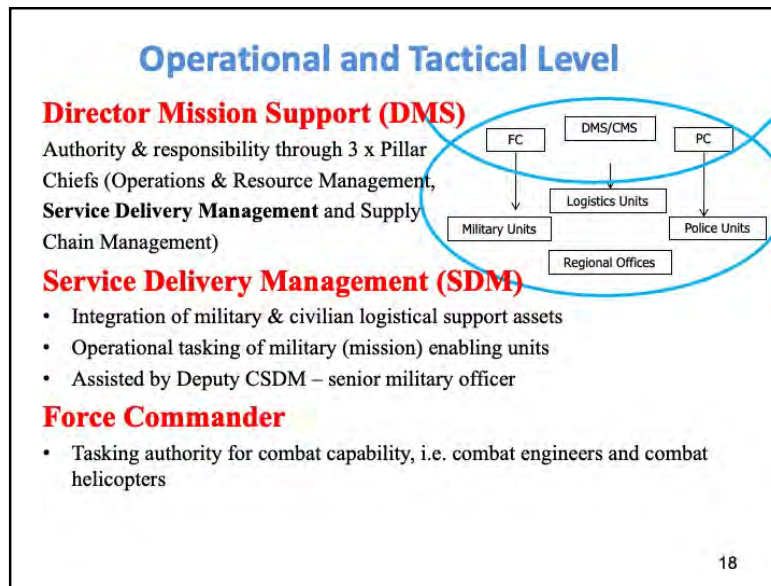 Operational and Tactical Level
Director Mission Support (DMS)
Authority & responsibility through 3 x Pillar
Chiefs (Operations & Resource Management,
Service Delivery Management and Supply
Chain Management)
FC
DMS/CMS
PC
Logistics Units
Military Units
Police Units
Regional Offices
Service Delivery Management (SDM)
• Integration of military & civilian logistical support assets
• Operational tasking of military (mission) enabling units
• Assisted by Deputy CSDM – senior military officer
Force Commander
• Tasking authority for combat capability, i.e. combat engineers and combat
helicopters
18